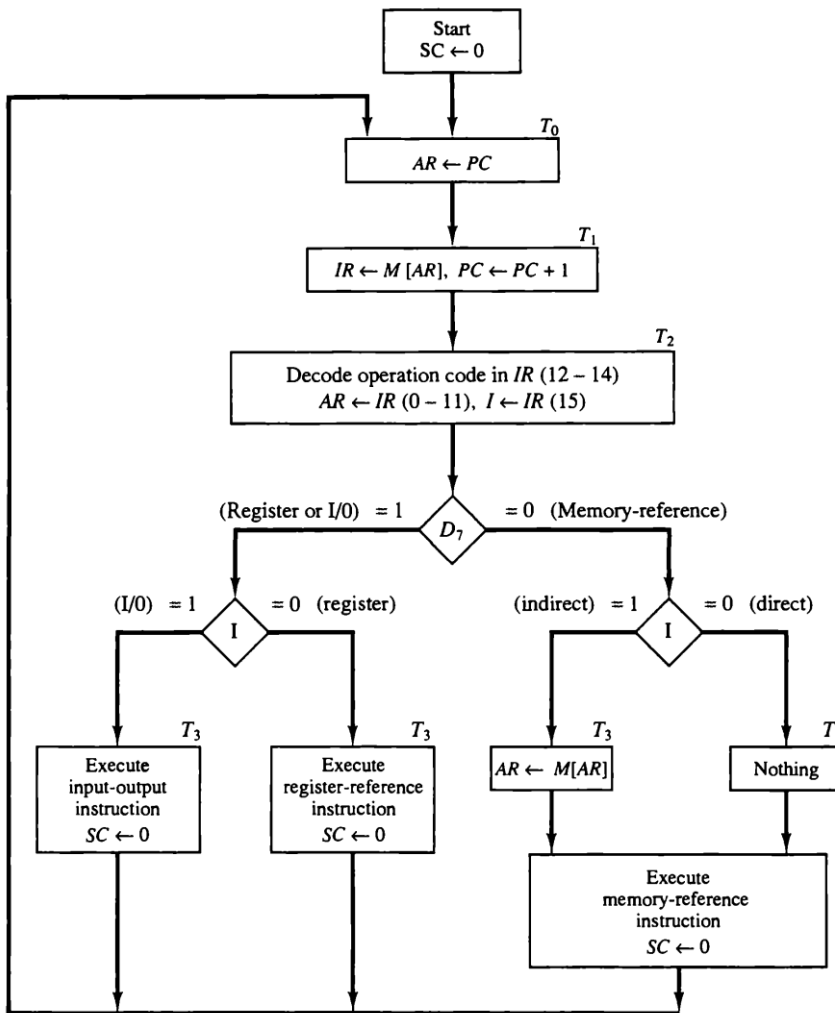 Start
SC ← 0
T₀
AR ← PC
T₁
IR ← M [AR], PC ← PC + 1
T₂
Decode operation code in IR (12 – 14)
AR ← IR (0 – 11), I ← IR (15)
(Register or I/0) = 1
= 0 (Memory-reference)
D₇
(I/0) = 1
= 0 (register)
(indirect) = 1
= 0 (direct)
I
I
T₃
T₃
T₃
T
Execute
input-output
instruction
SC ← 0
Execute
register-reference
instruction
SC ← 0
AR ← M[AR]
Nothing
Execute
memory-reference
instruction
SC ← 0